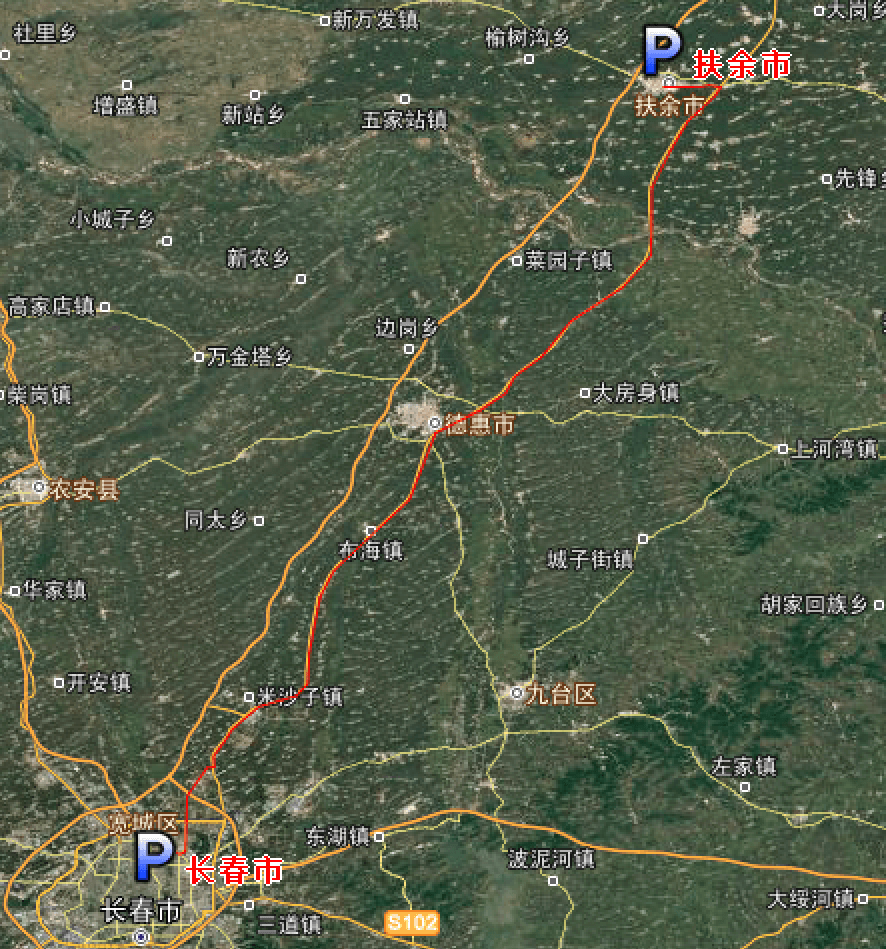 大岗乡
新万发镇
社里乡
榆树沟乡
P
扶余市
增盛镇
新站乡
五家站镇
扶余市
先锋乡
小城子乡
新农乡
菜园子镇
高家店镇
边岗乡
万金塔乡
柴岗镇
大房身镇
德惠市
上河湾镇
农安县
同太乡
布海镇
城子街镇
华家镇
胡家回族乡
开安镇
米沙子镇
九台区
左家镇
宽城区
东湖镇
P
长春市
波泥河镇
大绥河镇
长春市
三道镇
S102